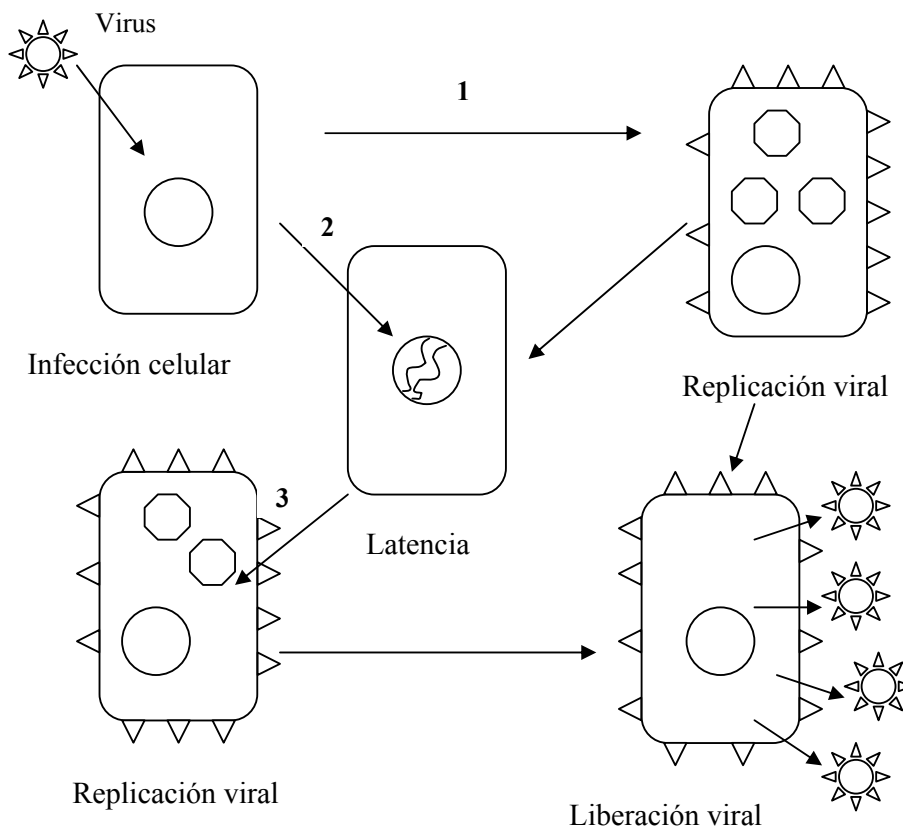 Virus
1
2
Infección celular
Replicación viral
3
Latencia
Replicación viral
Liberación viral